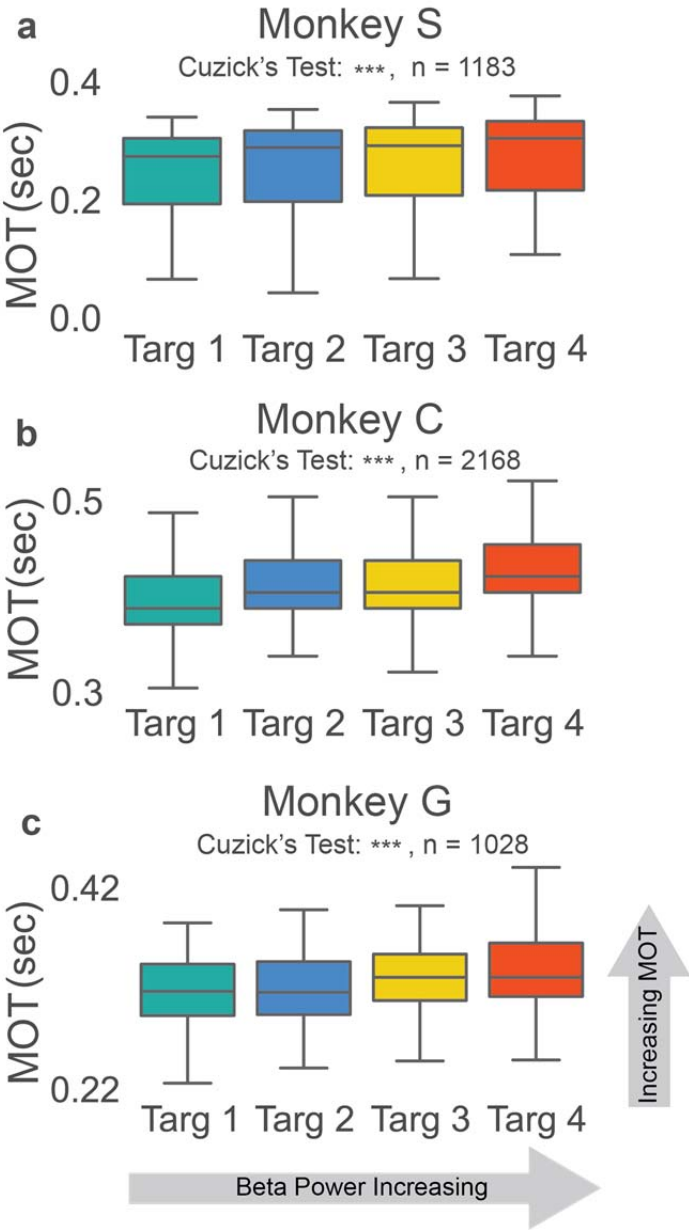 a
Monkey S
Cuzick's Test: ***, n = 1183
MOT(sec)
0.4
0.2
0.0
Targ 1 Targ 2 Targ 3 Targ 4
b
Monkey C
Cuzick's Test: ***, n = 2168
MOT(sec)
0.5
0.3
Targ 1 Targ 2 Targ 3 Targ 4
c
Monkey G
Cuzick's Test: ***, n = 1028
MOT(sec)
0.42
0.22
Targ 1 Targ 2 Targ 3 Targ 4
Increasing MOT
Beta Power Increasing